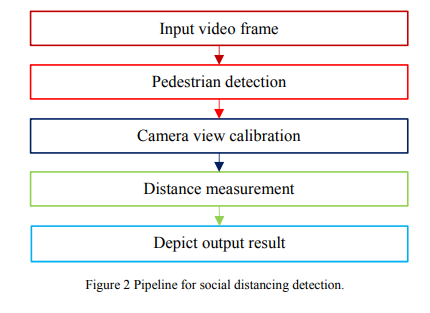 Input video frame
Pedestrian detection
Camera view calibration
Distance measurement
Depict output result
Figure 2 Pipeline for social distancing detection.